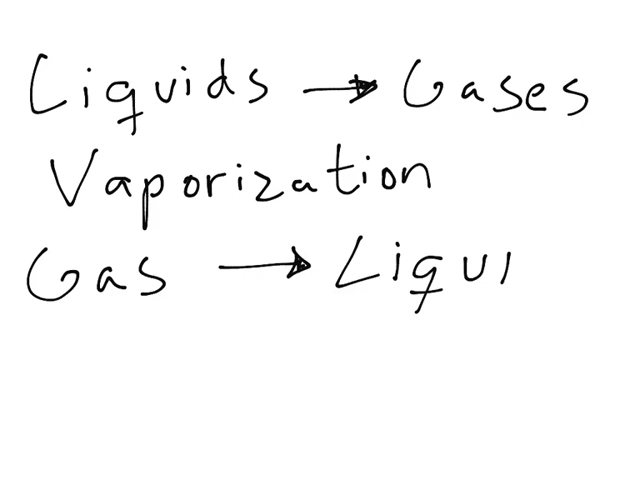 Liquids → Gases
Vaporization
Gas → Liqui